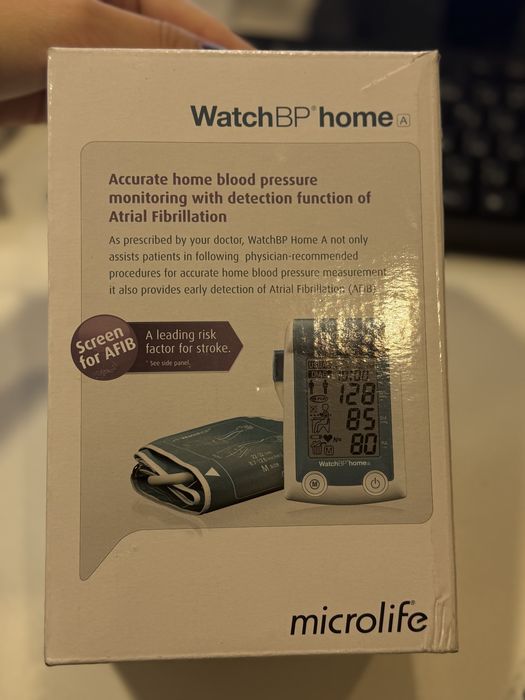 WatchBP® home A
Accurate home blood pressure
monitoring with detection function of
Atrial Fibrillation
As prescribed by your doctor, WatchBP Home A not only
assists patients in following physician-recommended
procedures for accurate home blood pressure measurement
it also provides early detection of Atrial Fibrillation (AFIB)
Screen
for AFIB
A leading risk
factor for stroke.
* See side panel.
128
85
80
M
WatchBP® home
M
M size
microlife®